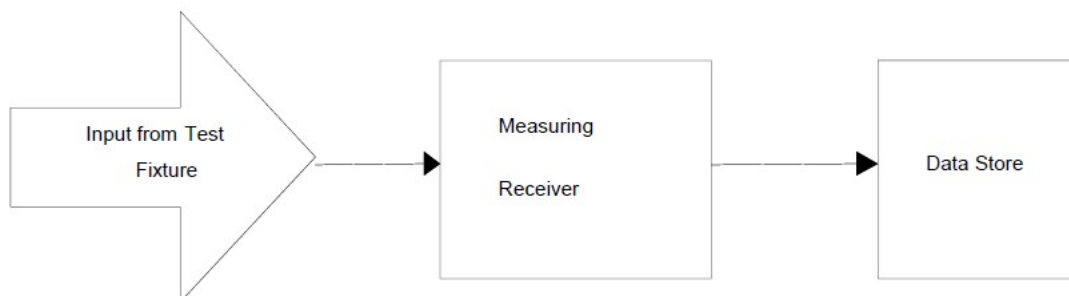 Input from Test
Fixture
Measuring
Receiver
Data Store